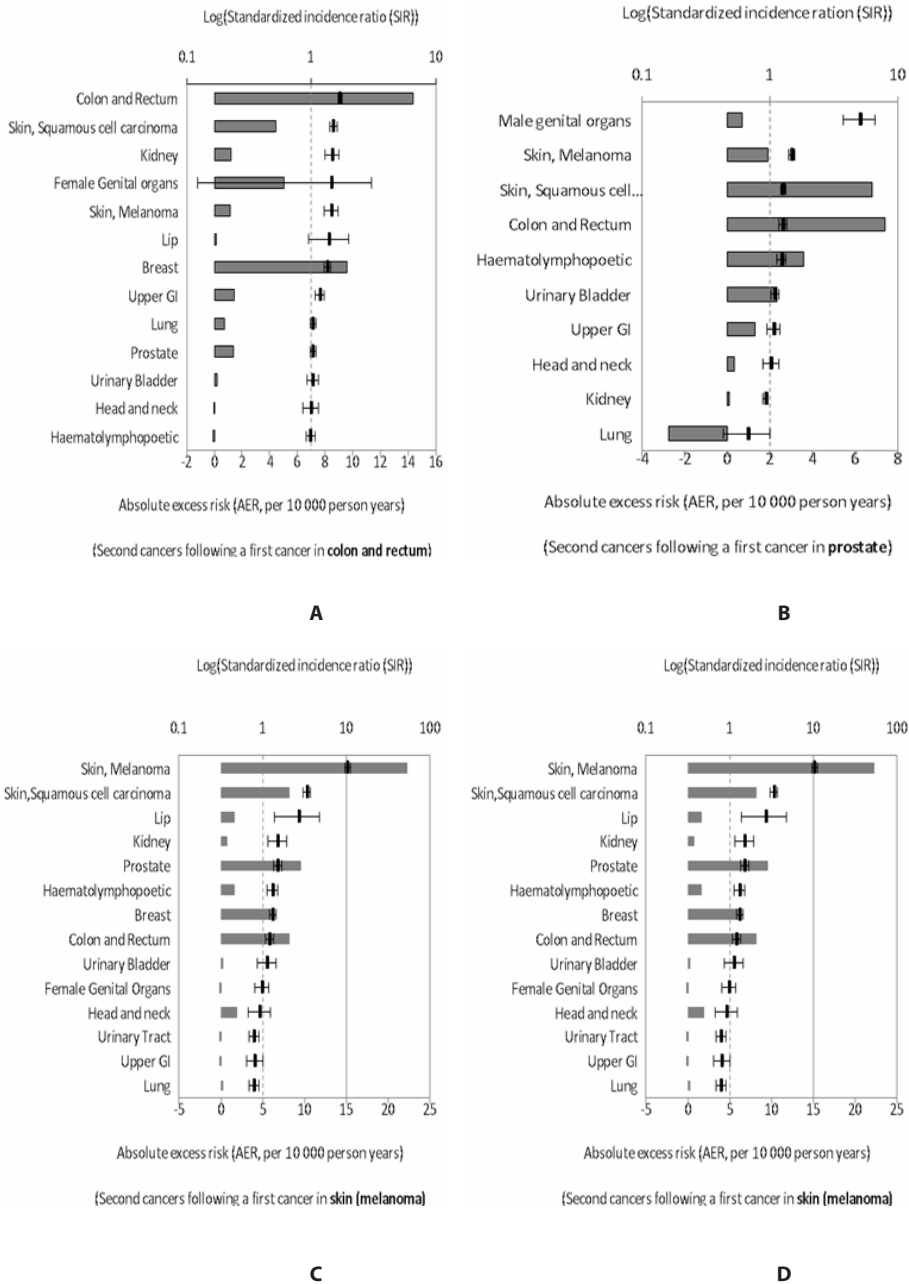 A
Log(Standardized incidence ratio (SIR))
0.1 1 10
Colon and Rectum
Skin, Squamous cell carcinoma
Kidney
Female Genital organs
Skin, Melanoma
Lip
Breast
Upper GI
Lung
Prostate
Urinary Bladder
Head and neck
Haematolymphopoetic
-2 0 2 4 6 8 10 12 14 16
Absolute excess risk (AER, per 10 000 person years)
(Second cancers following a first cancer in colon and rectum)
A
B
Log(Standardized incidence ration (SIR))
0.1 1 10
Male genital organs
Skin, Melanoma
Skin, Squamous cell...
Colon and Rectum
Haematolymphopoetic
Urinary Bladder
Upper GI
Head and neck
Kidney
Lung
-4 -2 0 2 4 6 8
Absolute excess risk (AER, per 10 000 person years)
(Second cancers following a first cancer in prostate)
B
Log(Standardized incidence ratio (SIR))
0.1 1 10 100
Skin, Melanoma
Skin,Squamous cell carcinoma
Lip
Kidney
Prostate
Haematolymphopoetic
Breast
Colon and Rectum
Urinary Bladder
Female Genital Organs
Head and neck
Urinary Tract
Upper GI
Lung
-5 0 5 10 15 20 25
Absolute excess risk (AER, per 10 000 person years)
(Second cancers following a first cancer in skin (melanoma)
C
Log(Standardized incidence ratio (SIR))
0.1 1 10 100
Skin, Melanoma
Skin,Squamous cell carcinoma
Lip
Kidney
Prostate
Haematolymphopoetic
Breast
Colon and Rectum
Urinary Bladder
Female Genital Organs
Head and neck
Urinary Tract
Upper GI
Lung
-5 0 5 10 15 20 25
Absolute excess risk (AER, per 10 000 person years)
(Second cancers following a first cancer in skin (melanoma)
D